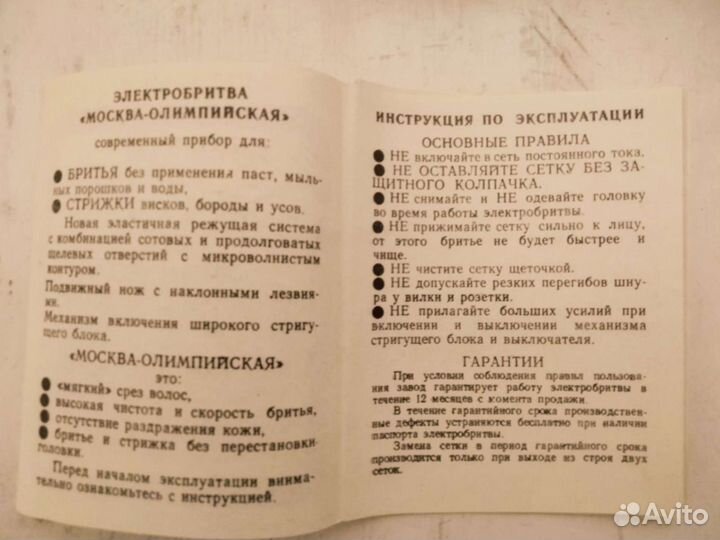 ЭЛЕКТРОБРИТВА
«МОСКВА-ОЛИМПИЙСКАЯ»
современный прибор для:
● БРИТЬЯ без применения паст, мыль-
ных порошков и воды,
● СТРИЖКИ висков, бороды и усов.
Новая эластичная режущая система
с комбинацией сотовых и продолговатых
щелевых отверстий с микроволнистым
контуром.
Подвижный нож с наклонными лезвия-
ми.
Механизм включения широкого стригу-
щего блока.
«МОСКВА-ОЛИМПИЙСКАЯ»
это:
● «мягкий» срез волос,
● высокая чистота и скорость бритья,
● отсутствие раздражения кожи,
● бритье и стрижка без перестановки
головки.
Перед началом эксплуатации внима-
тельно ознакомьтесь с инструкцией.
ИНСТРУКЦИЯ ПО ЭКСПЛУАТАЦИИ
ОСНОВНЫЕ ПРАВИЛА
● НЕ включайте в сеть постоянного тока.
● НЕ ОСТАВЛЯЙТЕ СЕТКУ БЕЗ ЗА-
ЩИТНОГО КОЛПАЧКА.
● НЕ снимайте и НЕ одевайте головку
во время работы электробритвы.
● НЕ прижимайте сетку сильно к лицу,
от этого бритье не будет быстрее и
чище.
● НЕ чистите сетку щеточкой.
● НЕ допускайте резких перегибов шну-
ра у вилки и розетки.
● НЕ прилагайте больших усилий при
включении и выключении механизма
стригущего блока и выключателя.
ГАРАНТИИ
При условии соблюдения правил пользова-
ния завод гарантирует работу электробритвы в
течение 12 месяцев с комента продажи.
В течение гарантийного срока производствен-
ные дефекты устраняются бесплатно при наличии
паспорта электробритвы.
Замена сетки в период гарантийного срока
производится только при выходе из строя двух
сеток.
Avito